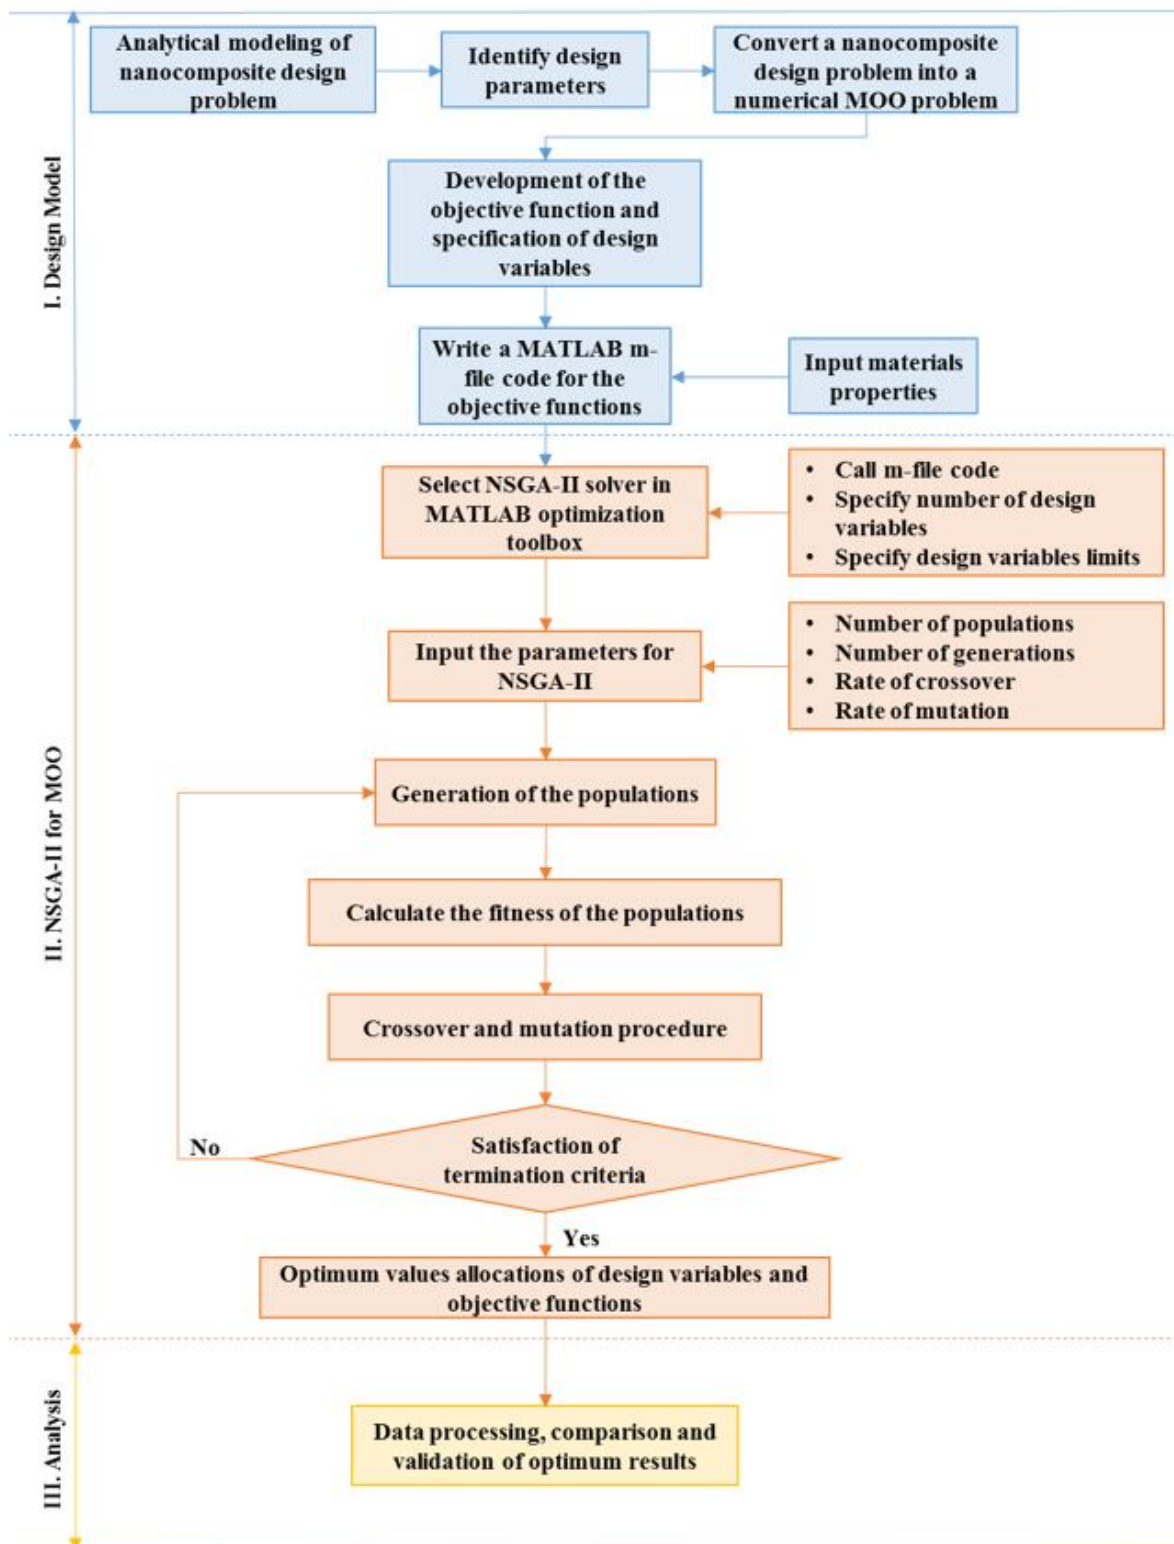 I. Design Model
Analytical modeling of
nanocomposite design
problem
Identify design
parameters
Convert a nanocomposite
design problem into a
numerical MOO problem
Development of the
objective function and
specification of design
variables
Write a MATLAB m-
file code for the
objective functions
Input materials
properties
II. NSGA-II for MOO
Select NSGA-II solver in
MATLAB optimization
toolbox
• Call m-file code
• Specify number of design
variables
• Specify design variables limits
Input the parameters for
NSGA-II
• Number of populations
• Number of generations
• Rate of crossover
• Rate of mutation
Generation of the populations
Calculate the fitness of the populations
Crossover and mutation procedure
Satisfaction of
termination criteria
No
Yes
Optimum values allocations of design variables and
objective functions
III. Analysis
Data processing, comparison and
validation of optimum results